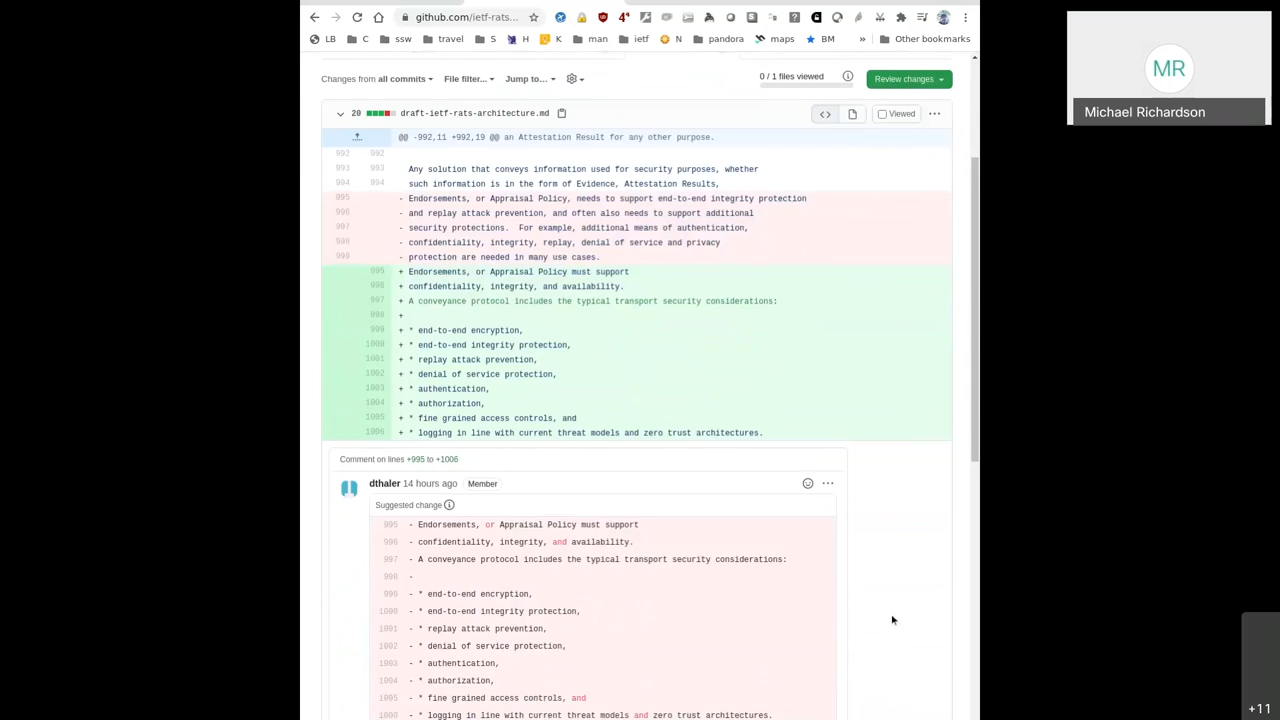 github.com/ietf-rats...
LB C ssw travel S H K man ietf N pandora maps BM » Other bookmarks
Changes from all commits File filter... Jump to... 0 / 1 files viewed Review changes
20 draft-ietf-rats-architecture.md Viewed
@@ -992,11 +992,19 @@ an Attestation Result for any other purpose.
992 992
993 993 Any solution that conveys information used for security purposes, whether
994 994 such information is in the form of Evidence, Attestation Results,
995 - Endorsements, or Appraisal Policy, needs to support end-to-end integrity protection
996 - and replay attack prevention, and often also needs to support additional
997 - security protections. For example, additional means of authentication,
998 - confidentiality, integrity, replay, denial of service and privacy
999 - protection are needed in many use cases.
995 + Endorsements, or Appraisal Policy must support
996 + confidentiality, integrity, and availability.
997 + A conveyance protocol includes the typical transport security considerations:
998 +
999 + * end-to-end encryption,
1000 + * end-to-end integrity protection,
1001 + * replay attack prevention,
1002 + * denial of service protection,
1003 + * authentication,
1004 + * authorization,
1005 + * fine grained access controls, and
1006 + * logging in line with current threat models and zero trust architectures.
Comment on lines +995 to +1006
dthaler 14 hours ago Member
Suggested change
995 - Endorsements, or Appraisal Policy must support
996 - confidentiality, integrity, and availability.
997 - A conveyance protocol includes the typical transport security considerations:
998 -
999 - * end-to-end encryption,
1000 - * end-to-end integrity protection,
1001 - * replay attack prevention,
1002 - * denial of service protection,
1003 - * authentication,
1004 - * authorization,
1005 - * fine grained access controls, and
1006 - * logging in line with current threat models and zero trust architectures.
MR
Michael Richardson
+11